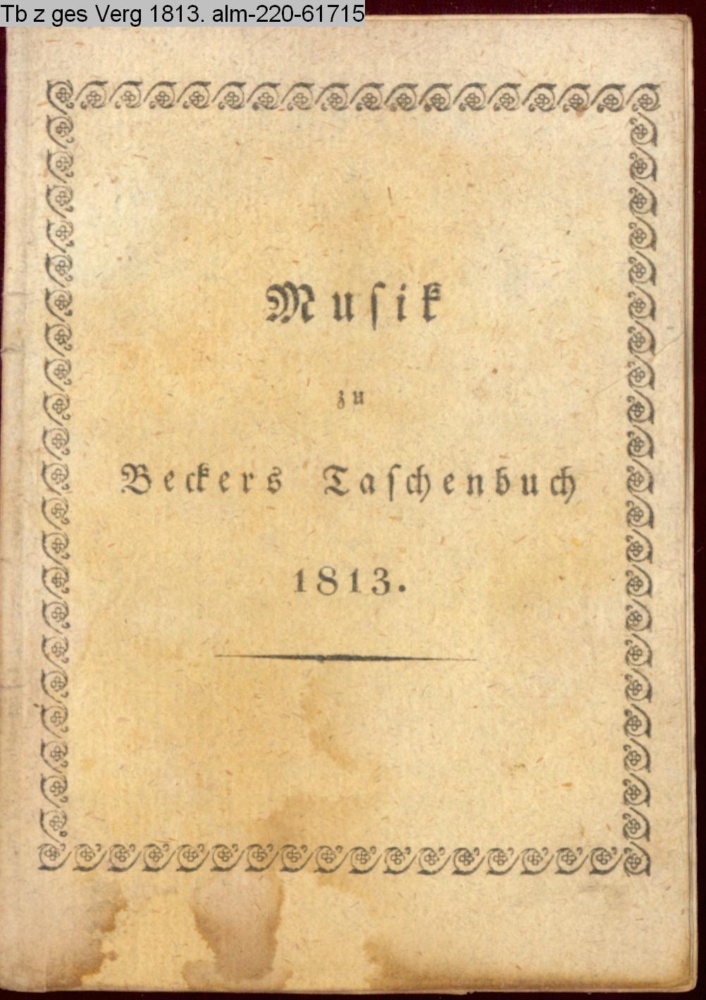 Tb z ges Verg 1813. alm-220-61715
Musik
zu
Beckers Taschenbuch
1813.